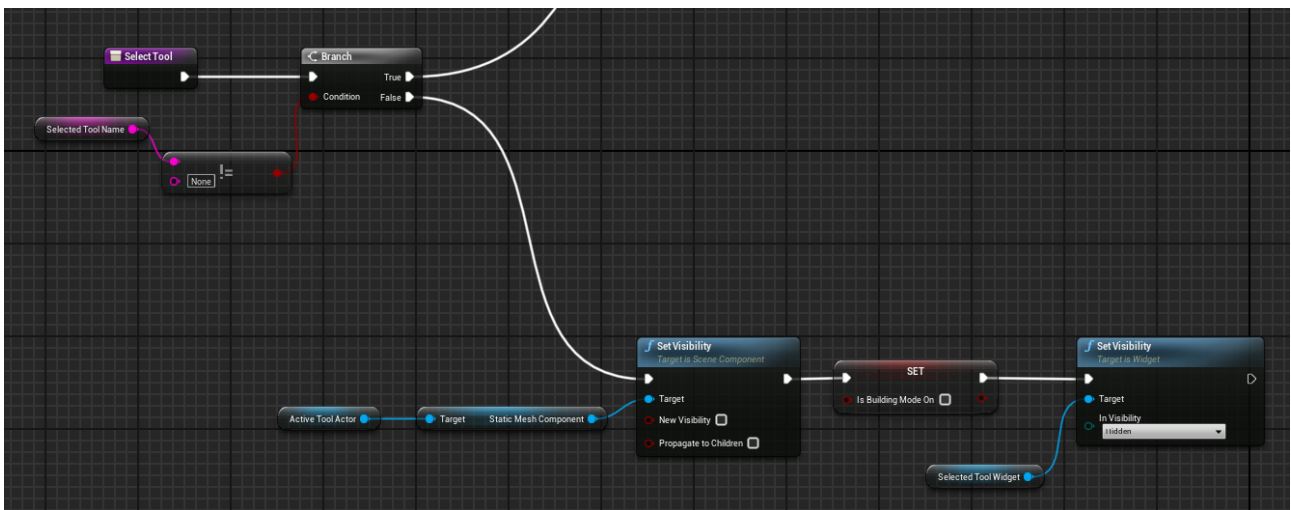 Select Tool
Branch
True
Condition
False
Selected Tool Name
!=
None
Set Visibility
Target is Scene Component
Target
New Visibility
Propagate to Children
Active Tool Actor
Target
Static Mesh Component
SET
Is Building Mode On
Set Visibility
Target is Widget
Target
In Visibility
Hidden
Selected Tool Widget